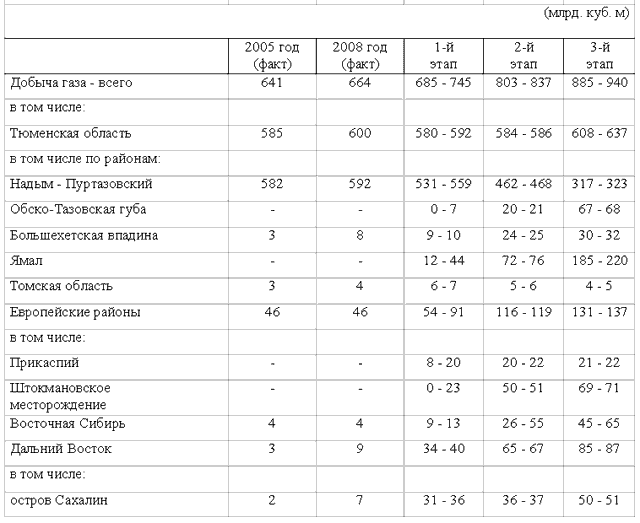 (млрд. куб. м)
2005 год 2008 год 1-й 2-й 3-й
(факт) (факт) этап этап этап
Добыча газа - всего 641 664 685 - 745 803 - 837 885 - 940
в том числе:
Тюменская область 585 600 580 - 592 584 - 586 608 - 637
в том числе по районам:
Надым - Пуртазовский 582 592 531 - 559 462 - 468 317 - 323
Обско-Тазовская губа - - 0 - 7 20 - 21 67 - 68
Большехетская впадина 3 8 9 - 10 24 - 25 30 - 32
Ямал - - 12 - 44 72 - 76 185 - 220
Томская область 3 4 6 - 7 5 - 6 4 - 5
Европейские районы 46 46 54 - 91 116 - 119 131 - 137
в том числе:
Прикаспий - - 8 - 20 20 - 22 21 - 22
Штокмановское - - 0 - 23 50 - 51 69 - 71
месторождение
Восточная Сибирь 4 4 9 - 13 26 - 55 45 - 65
Дальний Восток 3 9 34 - 40 65 - 67 85 - 87
в том числе:
остров Сахалин 2 7 31 - 36 36 - 37 50 - 51